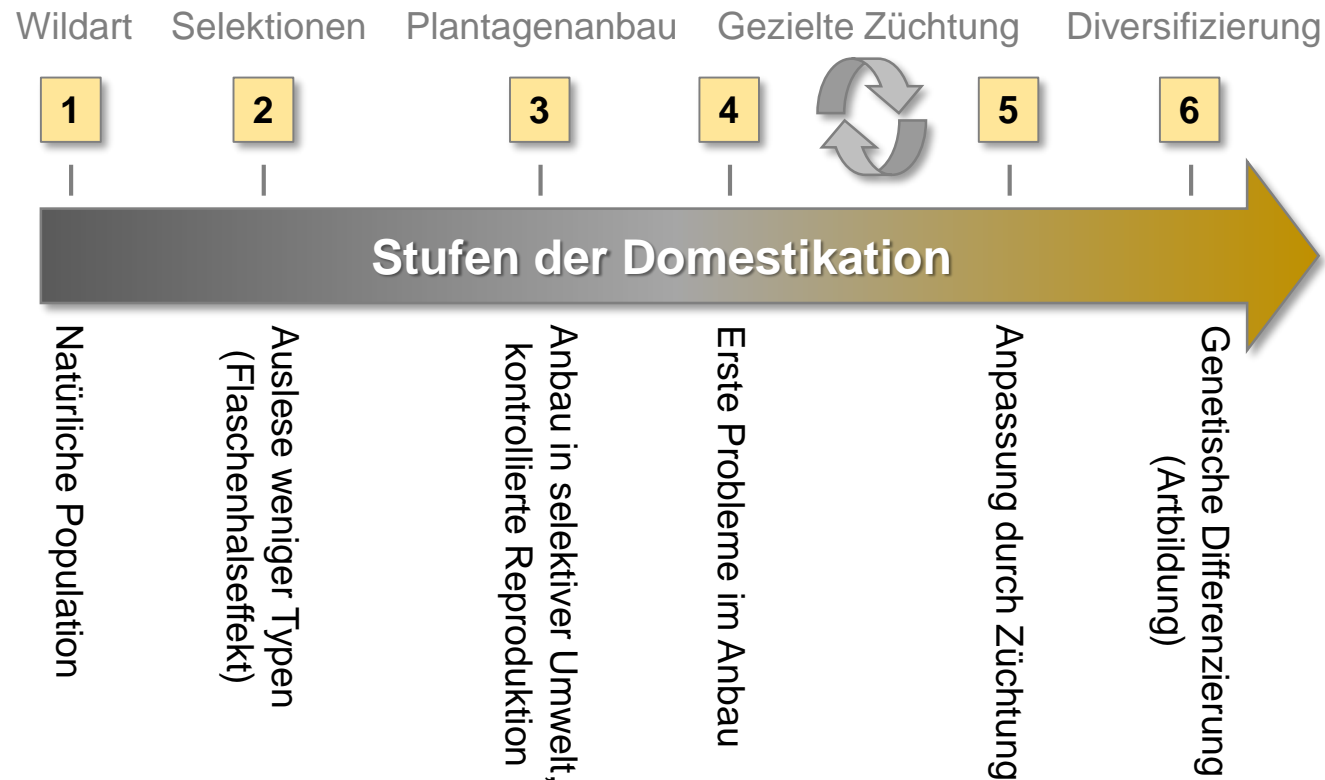 Wildart Selektionen Plantagenanbau Gezielte Züchtung Diversifizierung
1 2 3 4 5 6
Stufen der Domestikation
Natürliche Population
Auslese weniger Typen
(Flaschenhalseffekt)
Anbau in selektiver Umwelt,
kontrollierte Reproduktion
Erste Probleme im Anbau
Anpassung durch Züchtung
Genetische Differenzierung
(Artbildung)